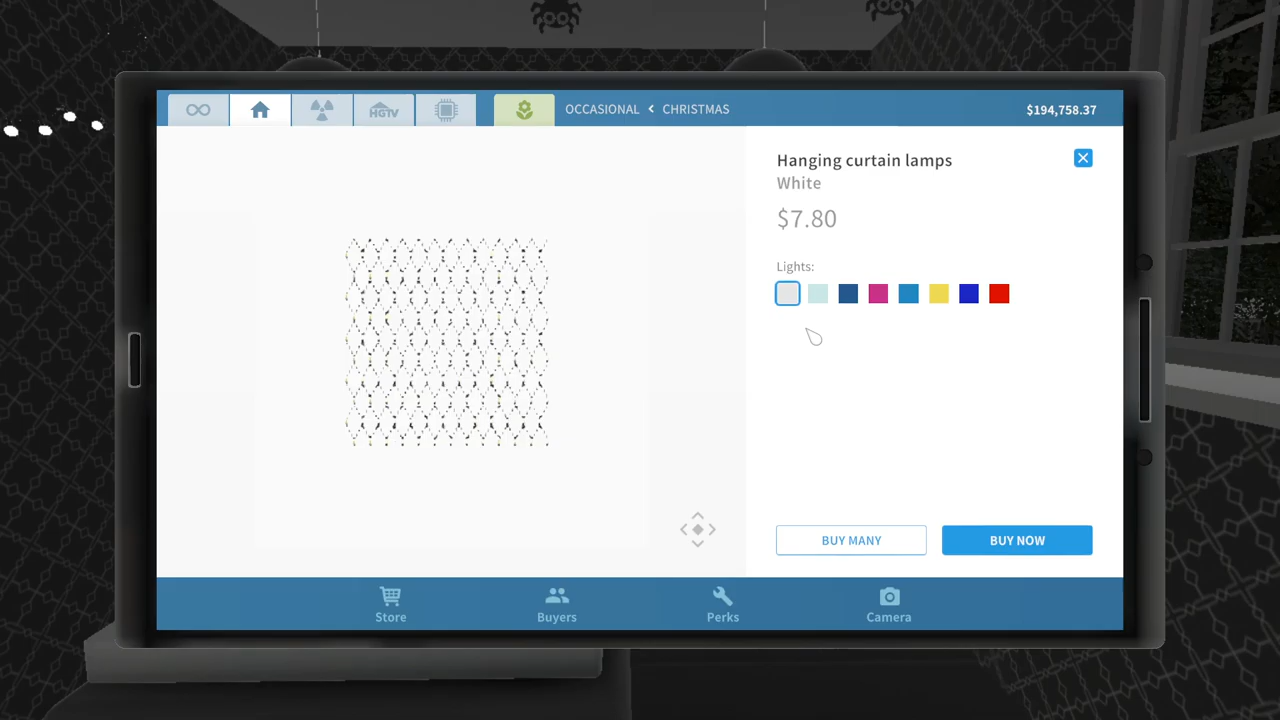 HGTV
OCCASIONAL < CHRISTMAS
$194,758.37
Hanging curtain lamps
White
$7.80
Lights:
BUY MANY
BUY NOW
Store
Buyers
Perks
Camera